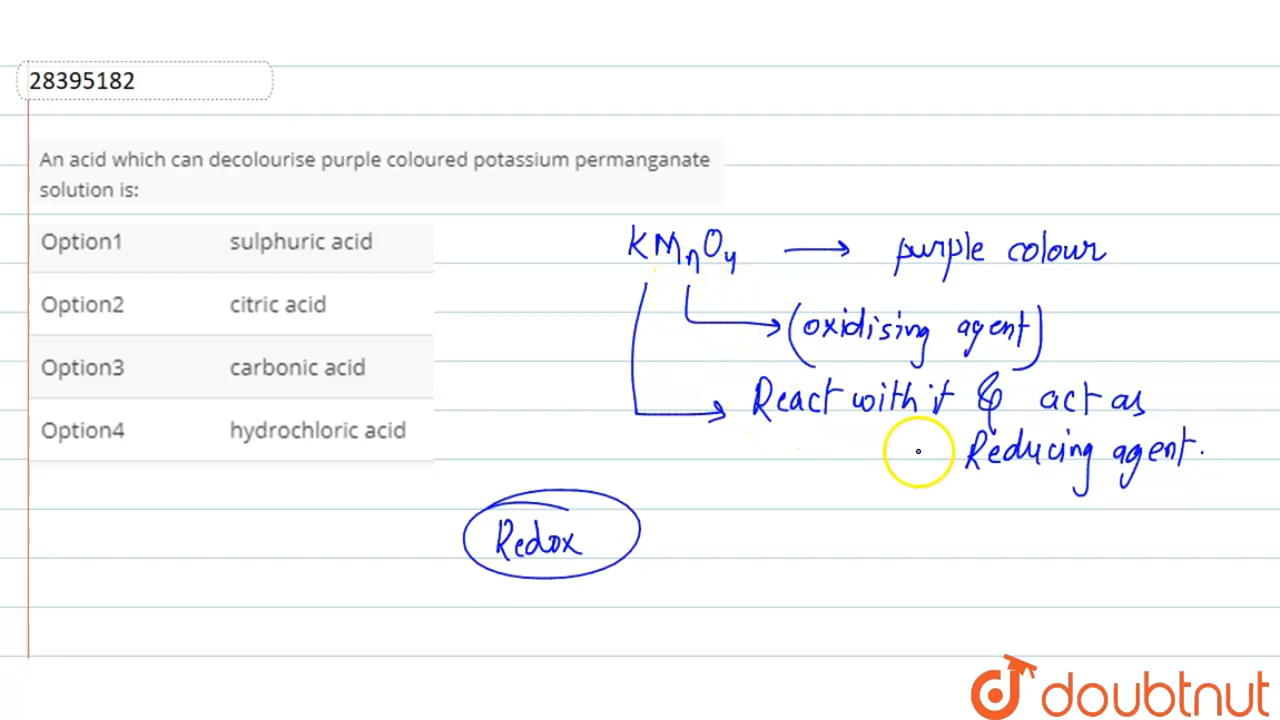 28395182
An acid which can decolourise purple coloured potassium permanganate
solution is:
Option1 sulphuric acid
Option2 citric acid
Option3 carbonic acid
Option4 hydrochloric acid
KMnO4 → purple colour
(oxidising agent)
React with it & act as
Reducing agent.
Redox
doubtnut